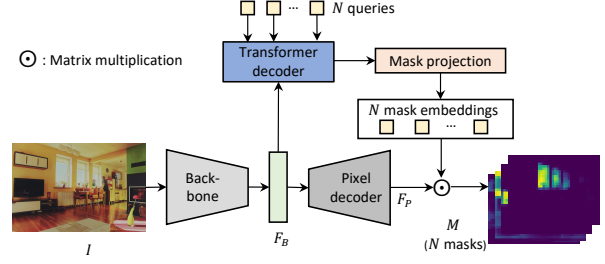 ··· N queries
⊙ : Matrix multiplication
Transformer
decoder
Mask projection
N mask embeddings
···
Back-
bone
Pixel
decoder
F_P
I
F_B
M
(N masks)